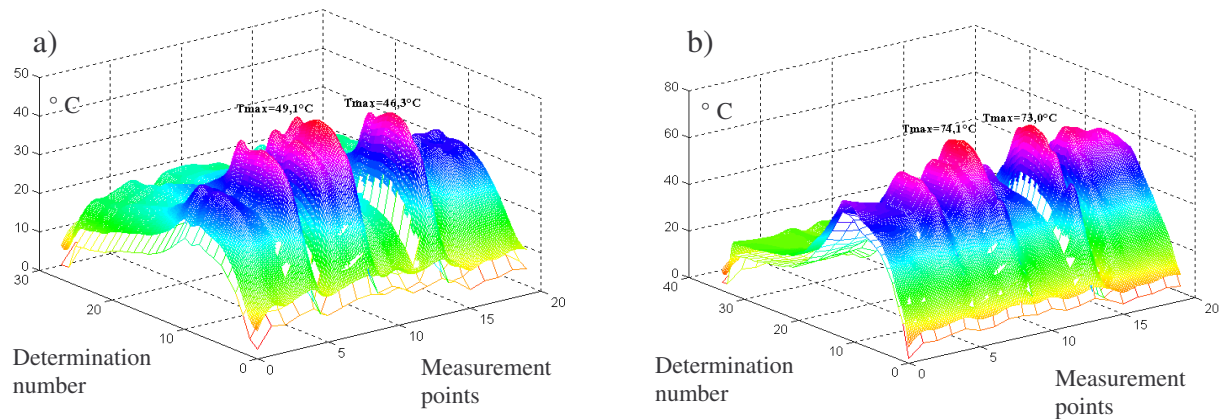 a)
° C
50
40
30
20
10
0
Tmax=49,1°C
Tmax=46,3°C
30
20
10
0
0
5
10
15
20
Determination
number
Measurement
points
b)
° C
80
60
40
20
0
Tmax=74,1°C
Tmax=73,0°C
40
30
20
10
0
0
5
10
15
20
Determination
number
Measurement
points